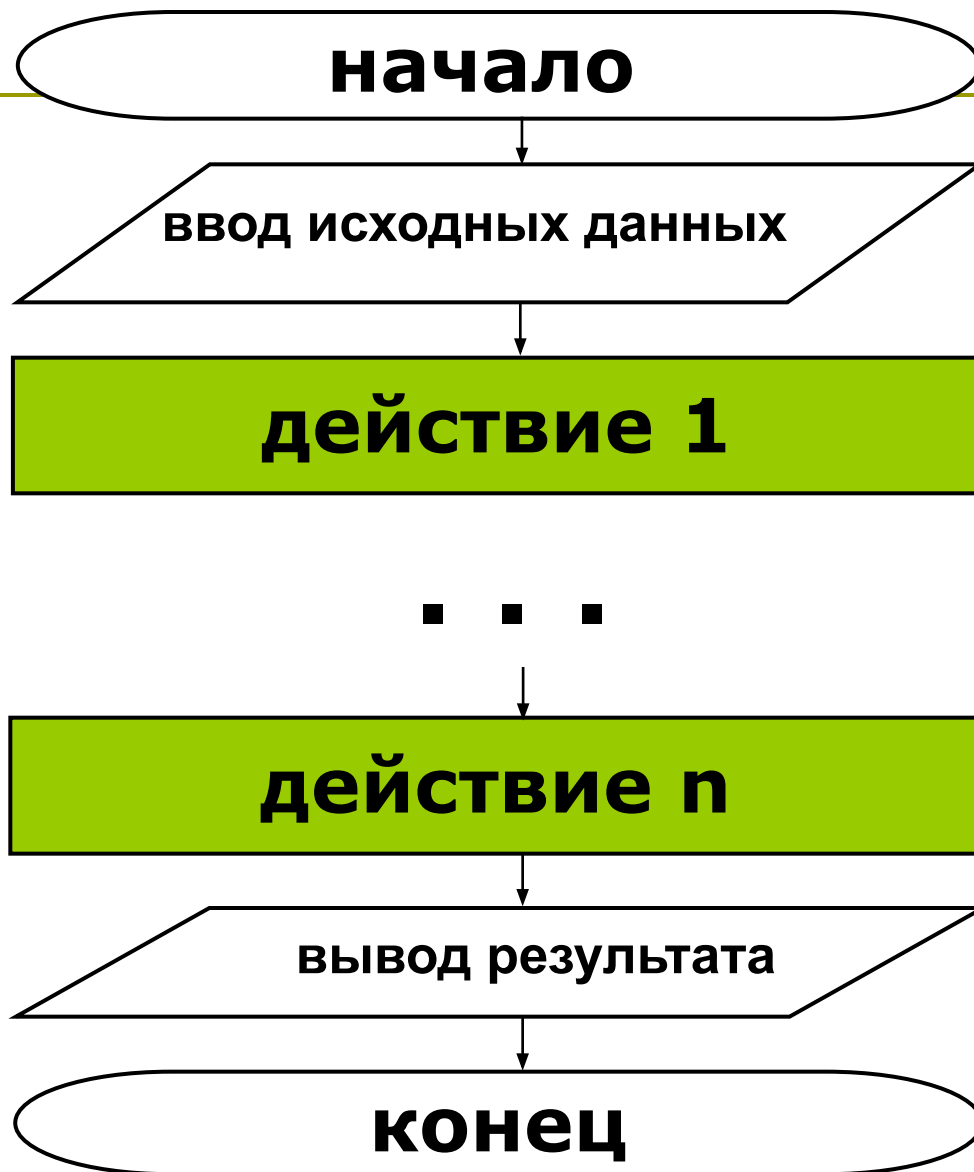 начало
ввод исходных данных
действие 1
. . .
действие n
вывод результата
конец